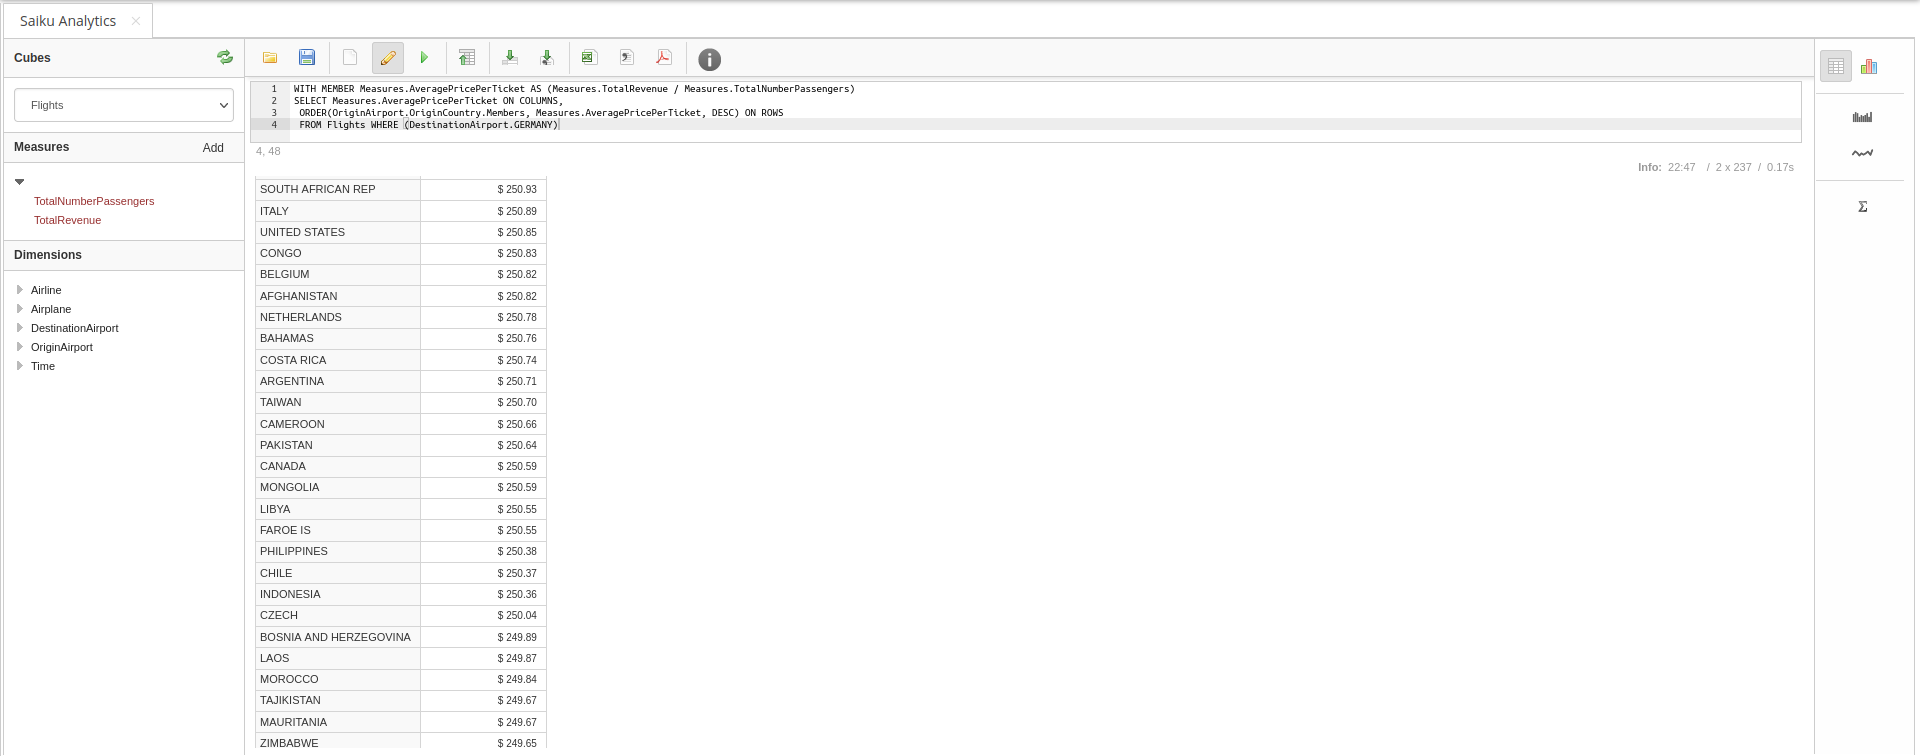 Saiku Analytics
Cubes
Flights
Measures Add
TotalNumberPassengers
TotalRevenue
Dimensions
Airline
Airplane
DestinationAirport
OriginAirport
Time
1 WITH MEMBER Measures.AveragePricePerTicket AS (Measures.TotalRevenue / Measures.TotalNumberPassengers)
2 SELECT Measures.AveragePricePerTicket ON COLUMNS,
3 ORDER(OriginAirport.OriginCountry.Members, Measures.AveragePricePerTicket, DESC) ON ROWS
4 FROM Flights WHERE (DestinationAirport.GERMANY)
4, 48
Info: 22:47 / 2 x 237 / 0.17s
SOUTH AFRICAN REP $ 250.93
ITALY $ 250.89
UNITED STATES $ 250.85
CONGO $ 250.83
BELGIUM $ 250.82
AFGHANISTAN $ 250.82
NETHERLANDS $ 250.78
BAHAMAS $ 250.76
COSTA RICA $ 250.74
ARGENTINA $ 250.71
TAIWAN $ 250.70
CAMEROON $ 250.66
PAKISTAN $ 250.64
CANADA $ 250.59
MONGOLIA $ 250.59
LIBYA $ 250.55
FAROE IS $ 250.55
PHILIPPINES $ 250.38
CHILE $ 250.37
INDONESIA $ 250.36
CZECH $ 250.04
BOSNIA AND HERZEGOVINA $ 249.89
LAOS $ 249.87
MOROCCO $ 249.84
TAJIKISTAN $ 249.67
MAURITANIA $ 249.67
ZIMBABWE $ 249.65
Σ